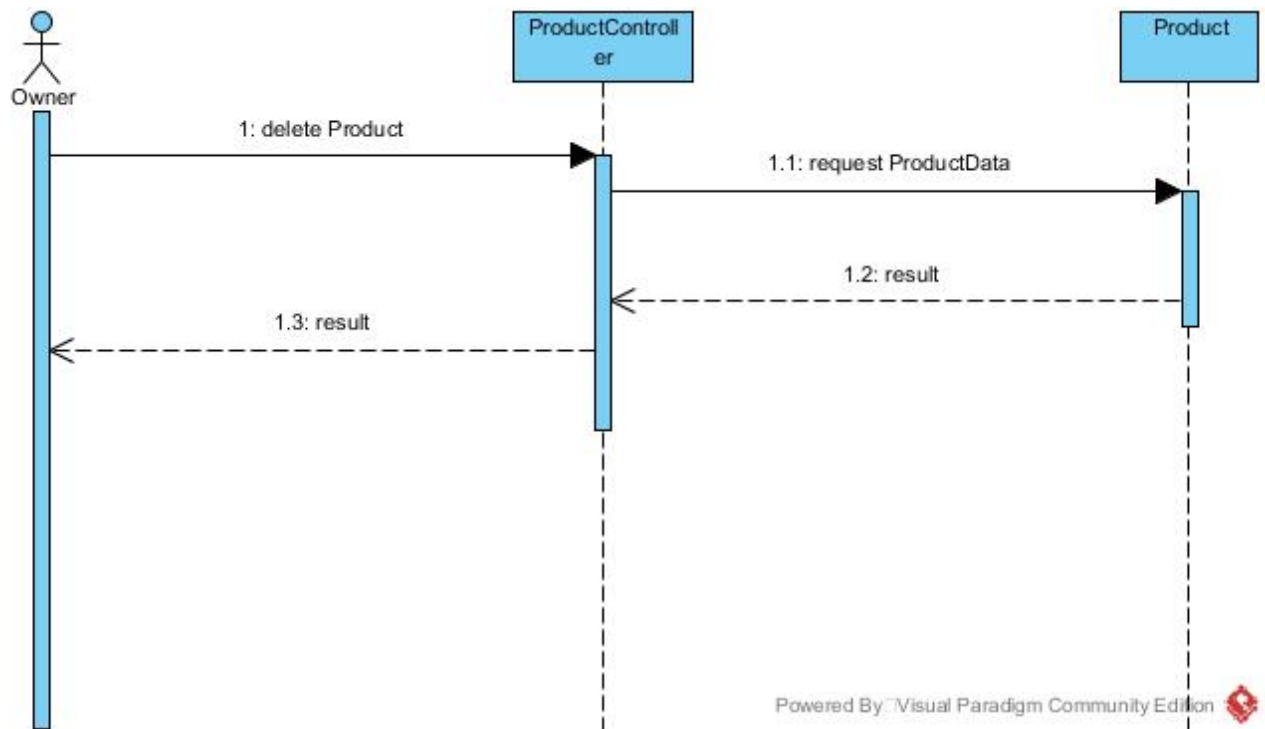 ProductControll
er
Product
Owner
1: delete Product
1.1: request ProductData
1.2: result
1.3: result
Powered By Visual Paradigm Community Edition